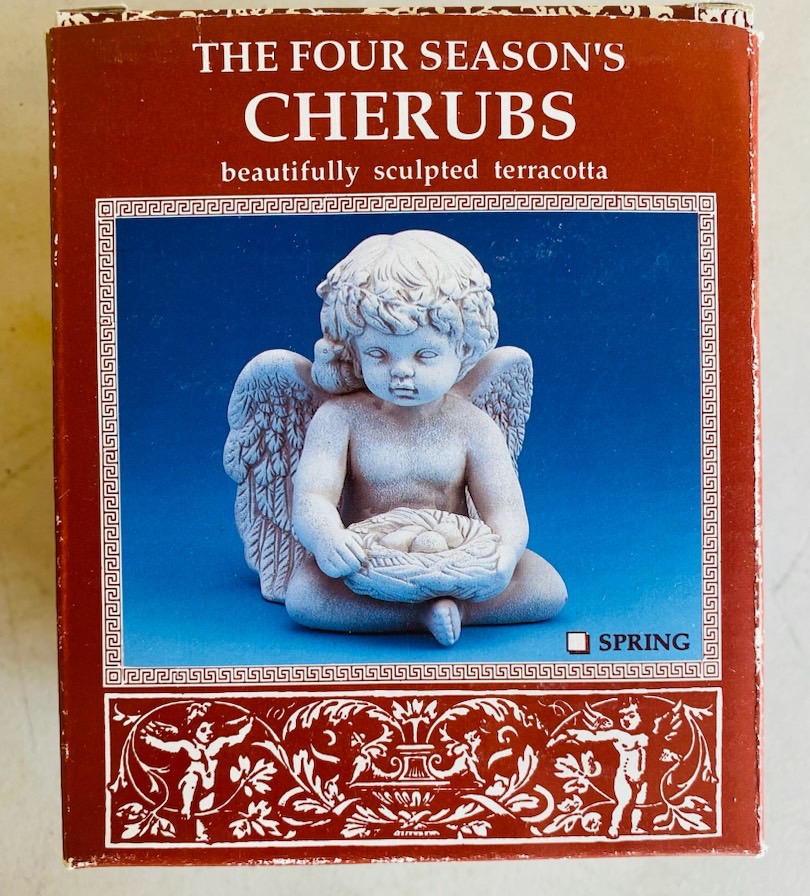 THE FOUR SEASON'S
CHERUBS
beautifully sculpted terracotta
SPRING